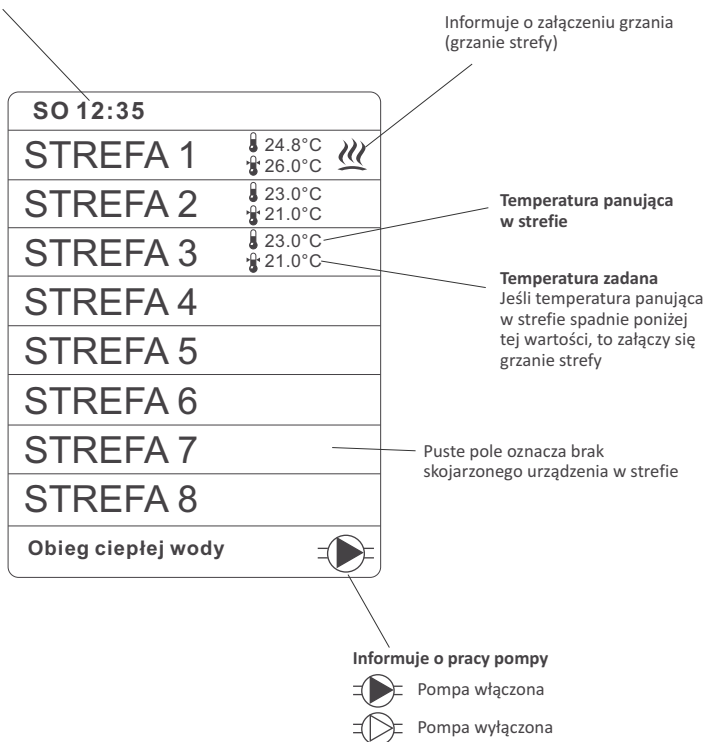 Informuje o załączeniu grzania
(grzanie strefy)
SO 12:35
STREFA 1
24.8°C
26.0°C
STREFA 2
23.0°C
21.0°C
STREFA 3
23.0°C
21.0°C
STREFA 4
STREFA 5
STREFA 6
STREFA 7
STREFA 8
Obieg ciepłej wody
Temperatura panująca
w strefie
Temperatura zadana
Jeśli temperatura panująca
w strefie spadnie poniżej
tej wartości, to załączy się
grzanie strefy
Puste pole oznacza brak
skojarzonego urządzenia w strefie
Informuje o pracy pompy
Pompa włączona
Pompa wyłączona